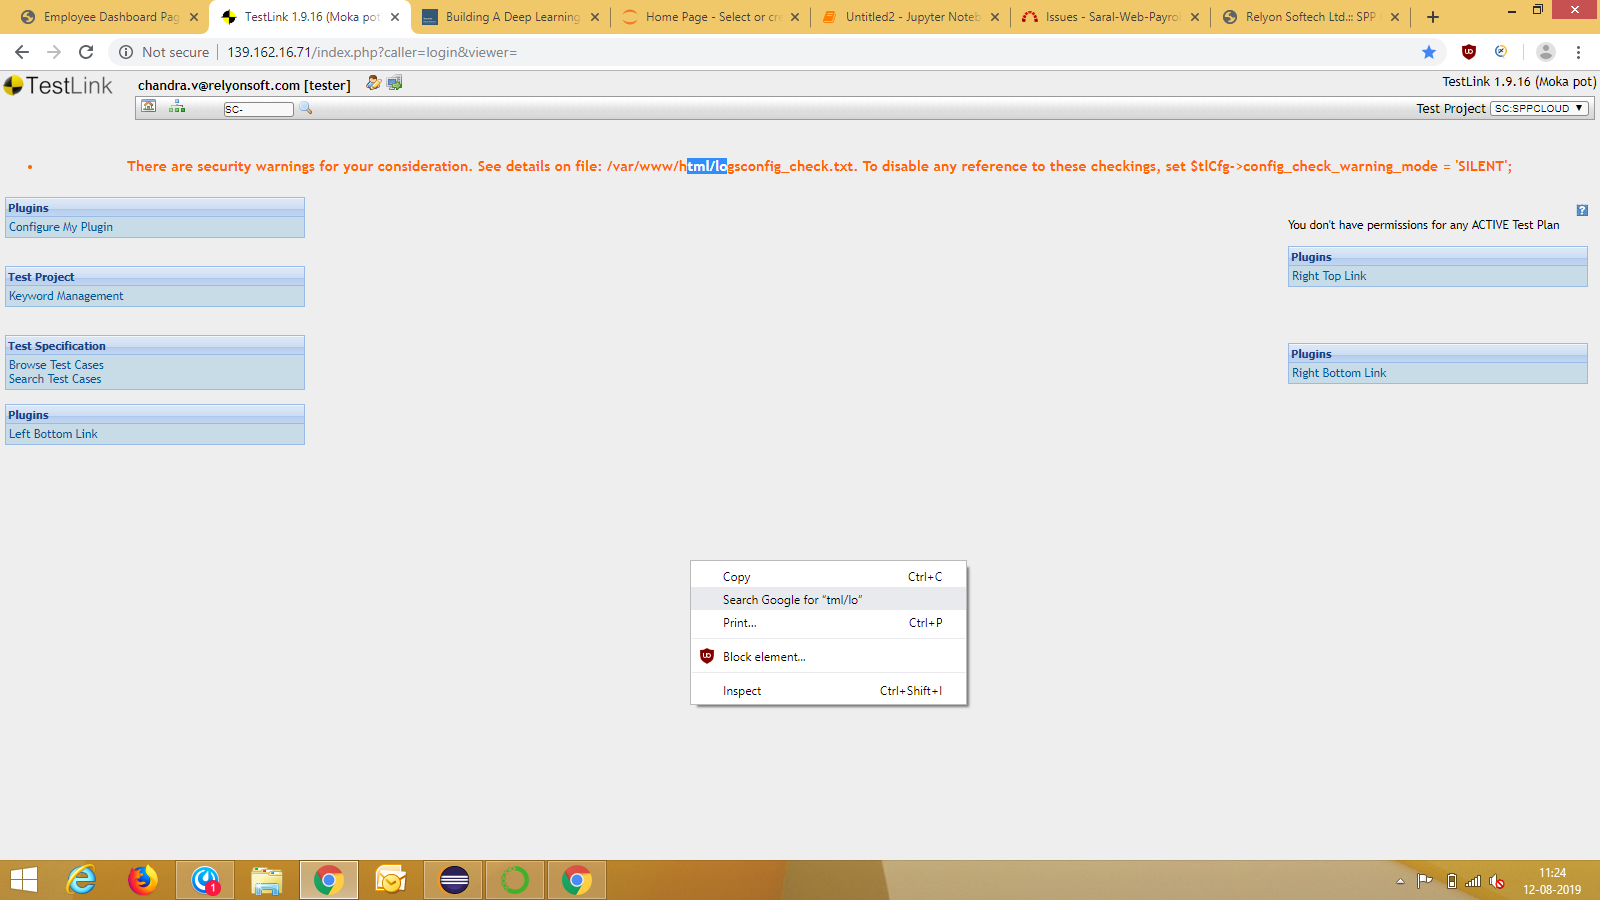 Employee Dashboard Pag
TestLink 1.9.16 (Moka pot
Building A Deep Learning
Home Page - Select or cre
Untitled2 - Jupyter Noteb
Issues - Saral-Web-Payrol
Relyon Softech Ltd.:: SPP
Not secure | 139.162.16.71/index.php?caller=login&viewer=
TestLink
chandra.v@relyonsoft.com [tester]
TestLink 1.9.16 (Moka pot)
SC-
Test Project SC:SPPCLOUD
There are security warnings for your consideration. See details on file: /var/www/html/logsconfig_check.txt. To disable any reference to these checkings, set $tlCfg->config_check_warning_mode = 'SILENT';
Plugins
Configure My Plugin
Test Project
Keyword Management
Test Specification
Browse Test Cases
Search Test Cases
Plugins
Left Bottom Link
?
You don't have permissions for any ACTIVE Test Plan
Plugins
Right Top Link
Plugins
Right Bottom Link
Copy Ctrl+C
Search Google for “tml/lo”
Print... Ctrl+P
Block element...
Inspect Ctrl+Shift+I
1
11:24
12-08-2019